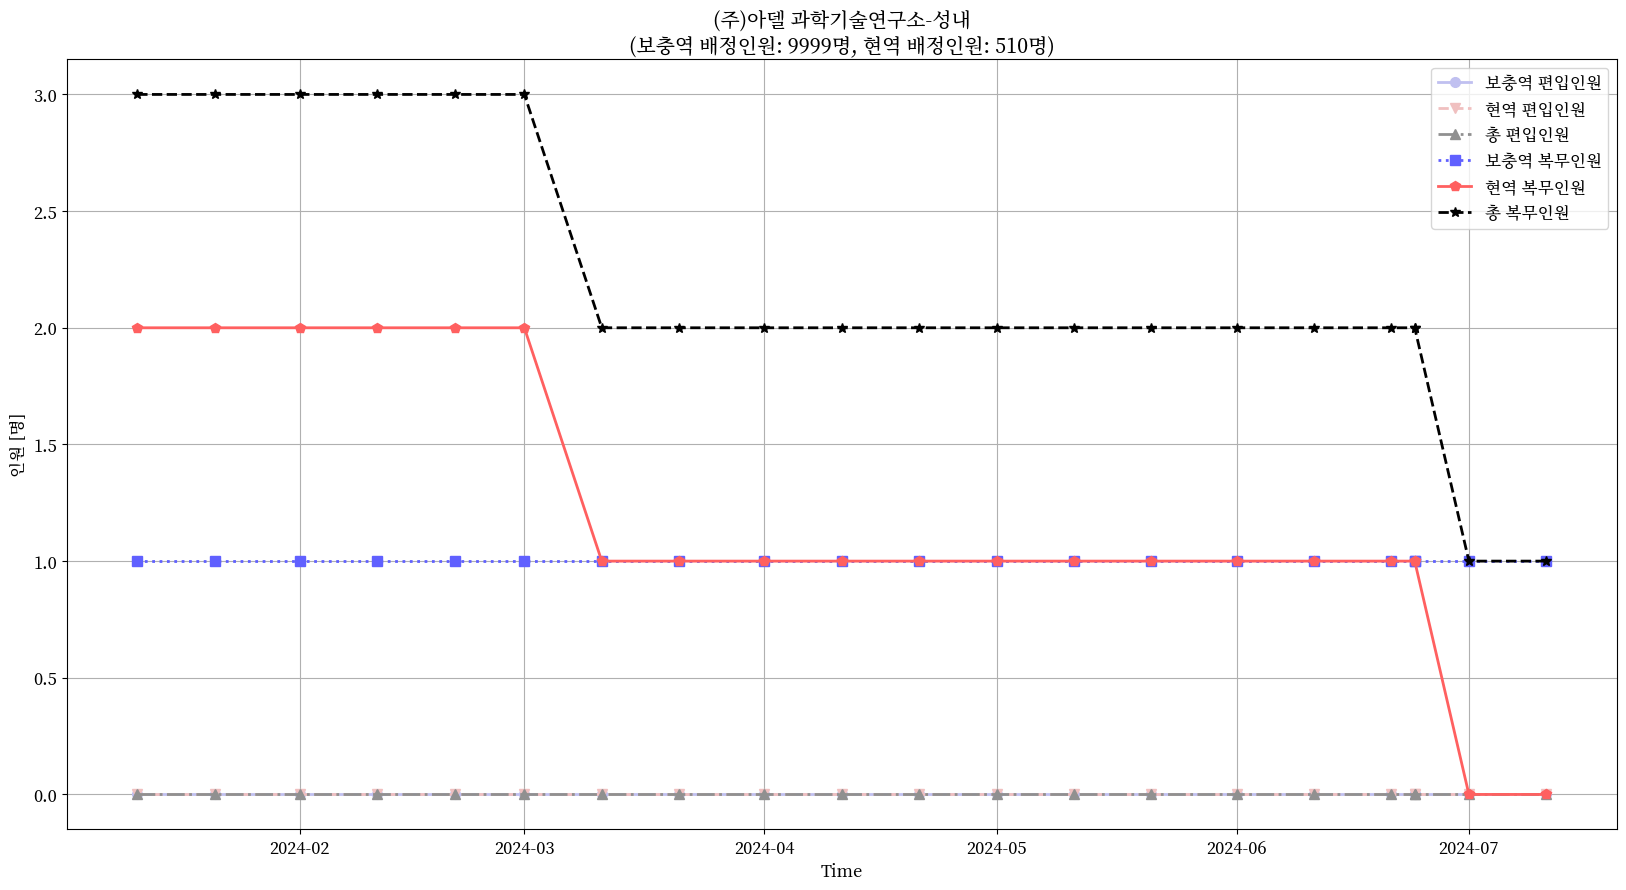 (주)아델 과학기술연구소-성내
(보충역 배정인원: 9999명, 현역 배정인원: 510명)
보충역 편입인원
현역 편입인원
총 편입인원
보충역 복무인원
현역 복무인원
총 복무인원
인원 [명]
3.0
2.5
2.0
1.5
1.0
0.5
0.0
2024-02
2024-03
2024-04
2024-05
2024-06
2024-07
Time